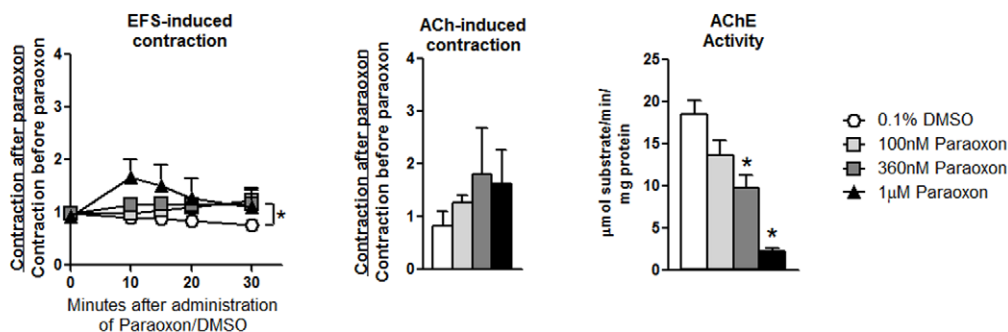 EFS-induced
contraction
Contraction after paraoxon
Contraction before paraoxon
4
3
2
1
0
*
0 10 20 30
Minutes after administration
of Paraoxon/DMSO
ACh-induced
contraction
Contraction after paraoxon
Contraction before paraoxon
4
3
2
1
0
AChE
Activity
μmol substrate/min/
mg protein
25
20
15
10
5
0
*
*
0.1% DMSO
100nM Paraoxon
360nM Paraoxon
1μM Paraoxon